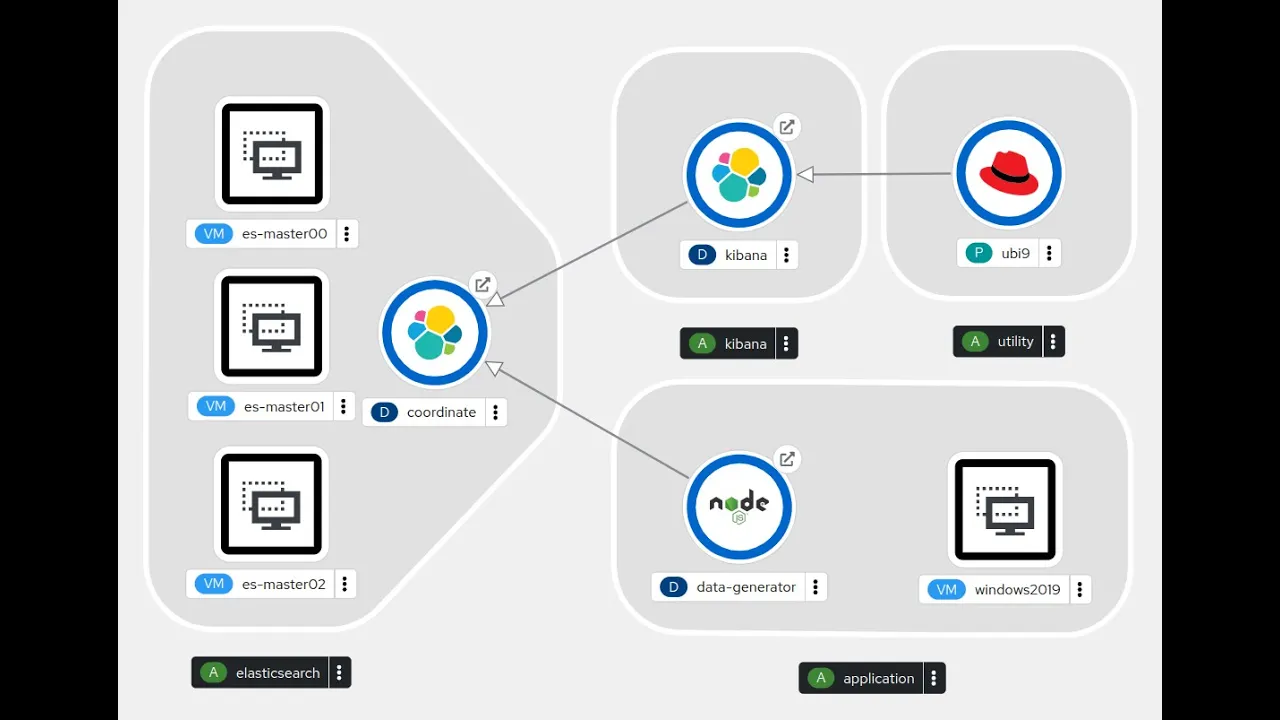 VM es-master00
VM es-master01
VM es-master02
D coordinate
A elasticsearch
D kibana
A kibana
P ubi9
A utility
node
JS
D data-generator
VM windows2019
A application